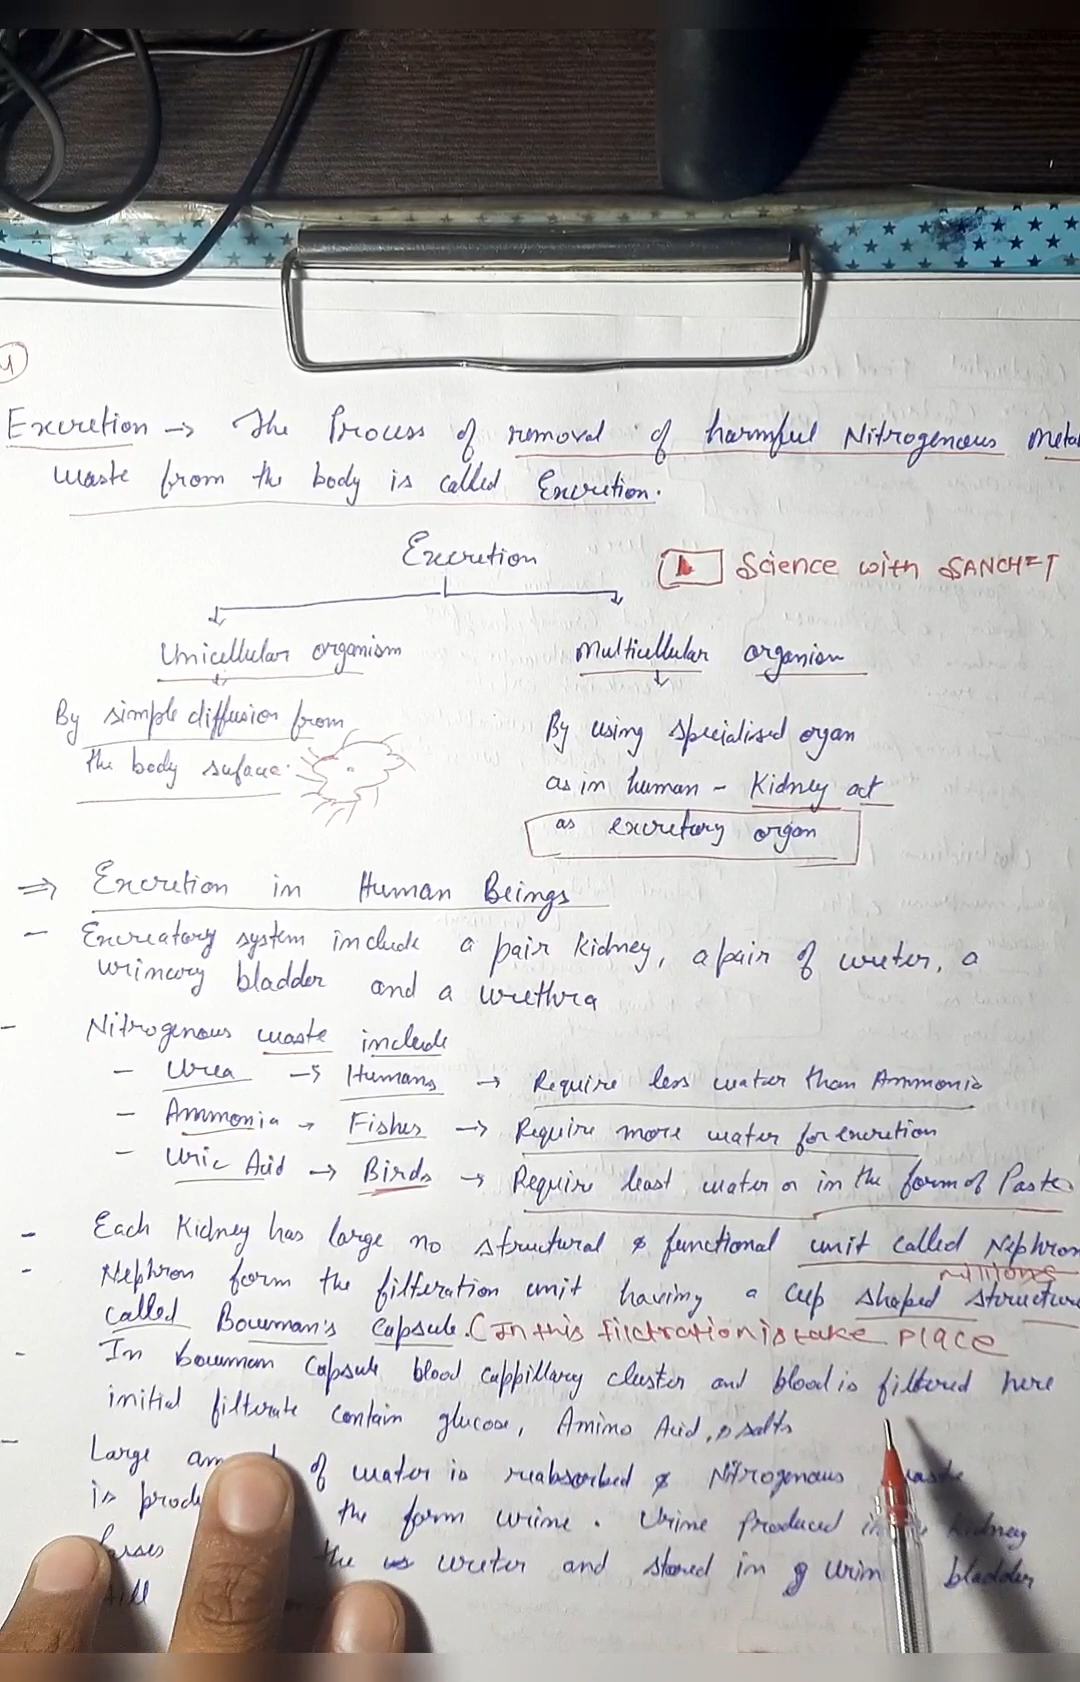 Excretion → The Process of removal of harmful Nitrogenous
waste from the body is called Excretion.
Excretion
Science with SANCHET
Unicellular organism
Multicellular organism
By simple diffusion from
the body suface.
By using specialised organ
as in human - Kidney act
as excretory organ
⇒ Excretion in Human Beings
- Excreatory system include a pair kidney, a pair of ureter, a
urinary bladder and a urethra
- Nitrogenous waste include
- Urea → Humans → Require less water than Ammonia
- Ammonia → Fishes → Require more water for excretion
- Uric Acid → Birds → Require least water or in the form of Paste
- Each Kidney has large no structural & functional unit called Nephron
millions
- Nephron form the filteration unit having a cup shaped structure
called Bowman's capsule. (In this filctration is take place
- In bowman capsule blood cappillary cluster and blood is filtered here
initial filterate contain glucose, Amino Acid, salts
- Large of water is reabsorbed & Nitrogenous
is the form urine. Urine produced kidney
the ureter and stored in bladder
till